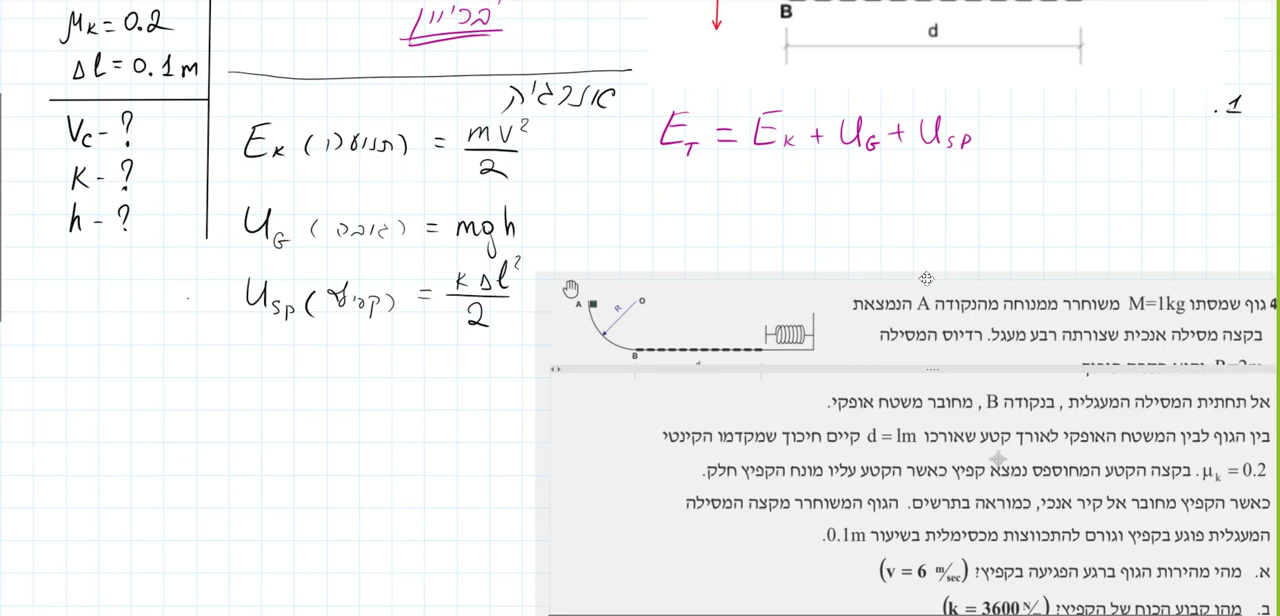 μK = 0.2
Δl = 0.1m
Vc - ?
K - ?
h - ?
בכיוון
אנרגיה
EK (תנועה) = mv²/2
UG (גובה) = mgh
USP (קפיץ) = KΔl²/2
B
d
.1
ET = EK + UG + USP
A
O
R
B
4 גוף שמסתו M=1kg משוחרר ממנוחה מהנקודה A הנמצאת
בקצה מסילה אנכית שצורתה רבע מעגל. רדיוס המסילה
אל תחתית המסילה המעגלית, בנקודה B, מחובר משטח אופקי.
בין הגוף לבין המשטח האופקי לאורך קטע שאורכו d = lm קיים חיכוך שמקדמו הקינטי
μk = 0.2. בקצה הקטע המחוספס נמצא קפיץ כאשר הקטע עליו מונח הקפיץ חלק.
כאשר הקפיץ מחובר אל קיר אנכי, כמוראה בתרשים. הגוף המשוחרר מקצה המסילה
המעגלית פוגע בקפיץ וגורם להתכווצות מכסימלית בשיעור 0.1m.
א. מהי מהירות הגוף ברגע הפגיעה בקפיץ? (v = 6 m/sec)
ב. מהו קבוע הכוח של הקפיץ? (k = 3600 N/m)